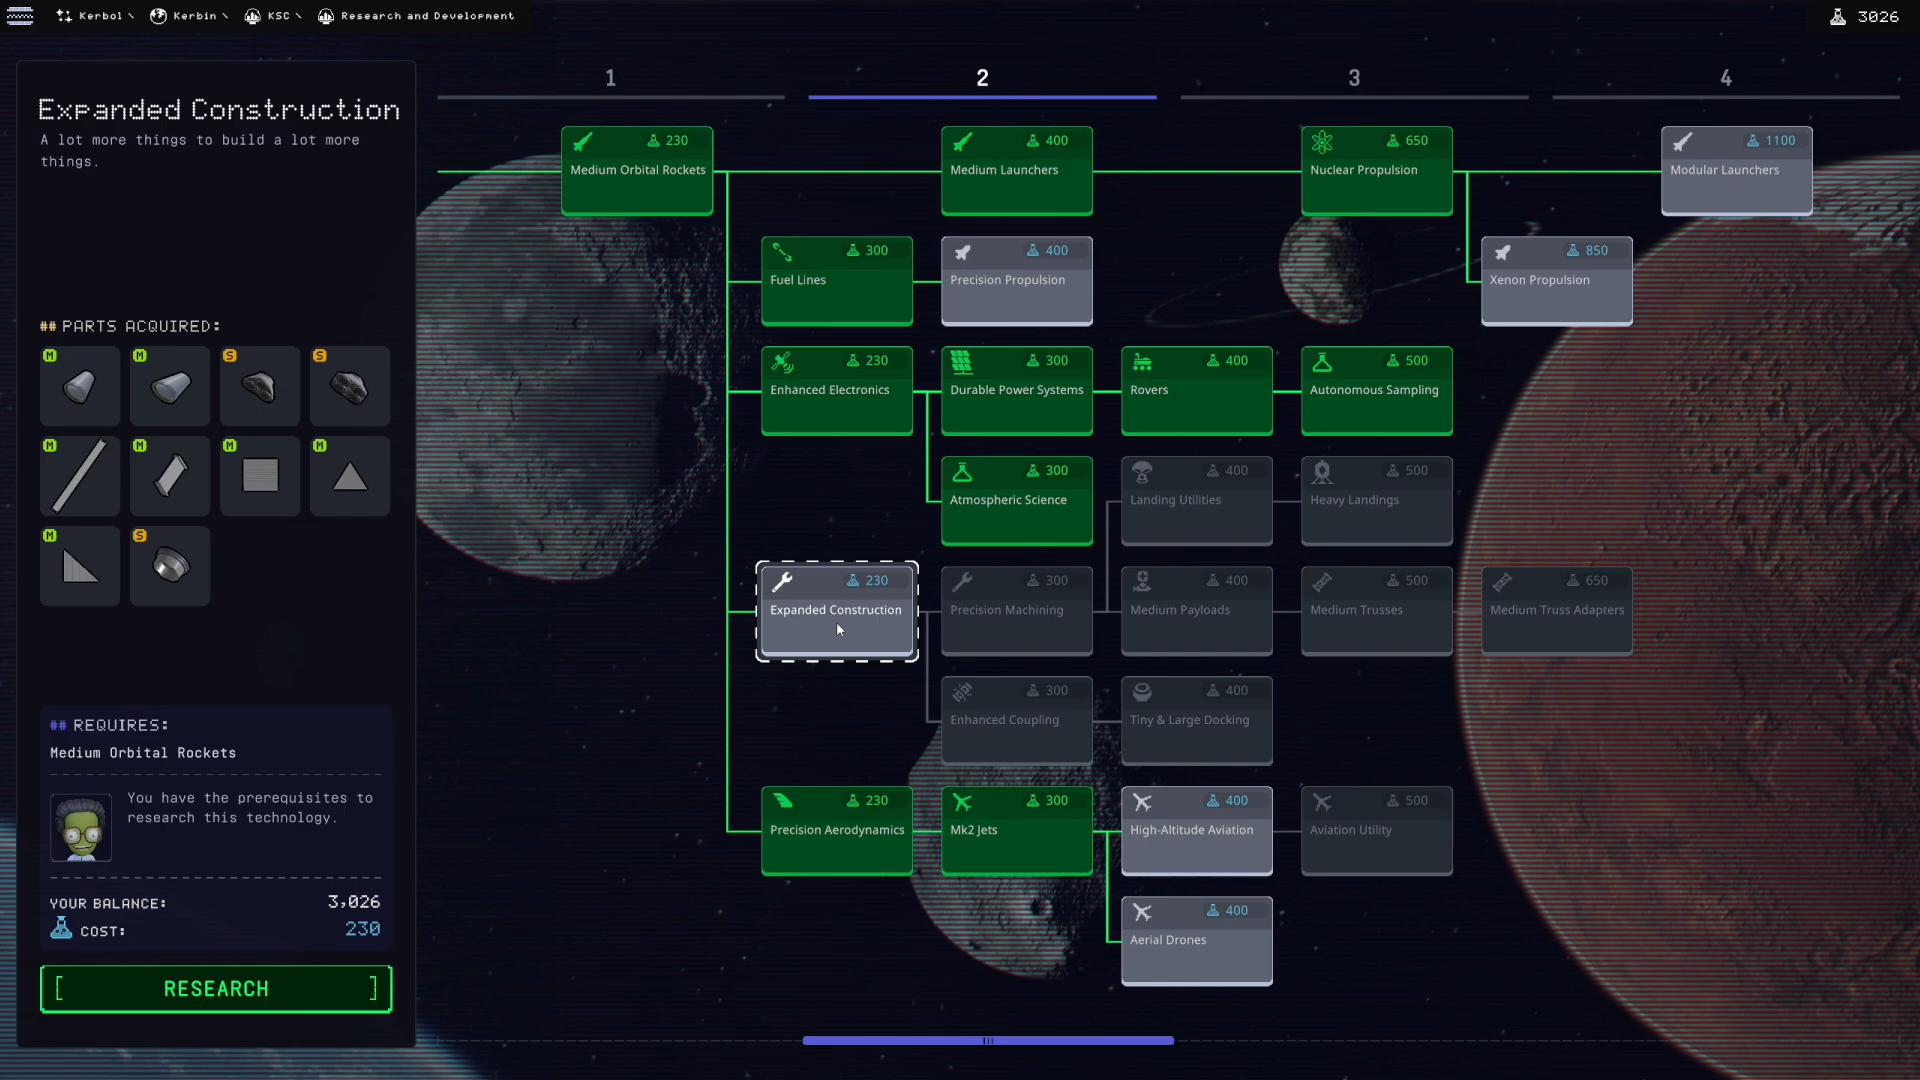 Kerbol \ Kerbin \ KSC \ Research and Development
3026
Expanded Construction
A lot more things to build a lot more
things.
## PARTS ACQUIRED:
M M S S
M M M M
M S
## REQUIRES:
Medium Orbital Rockets
You have the prerequisites to
research this technology.
YOUR BALANCE: 3,026
COST: 230
[ RESEARCH ]
1 2 3 4
230
Medium Orbital Rockets
400
Medium Launchers
650
Nuclear Propulsion
1100
Modular Launchers
300
Fuel Lines
400
Precision Propulsion
850
Xenon Propulsion
230
Enhanced Electronics
300
Durable Power Systems
400
Rovers
500
Autonomous Sampling
300
Atmospheric Science
400
Landing Utilities
500
Heavy Landings
230
Expanded Construction
300
Precision Machining
400
Medium Payloads
500
Medium Trusses
650
Medium Truss Adapters
300
Enhanced Coupling
400
Tiny & Large Docking
230
Precision Aerodynamics
300
Mk2 Jets
400
High-Altitude Aviation
500
Aviation Utility
400
Aerial Drones